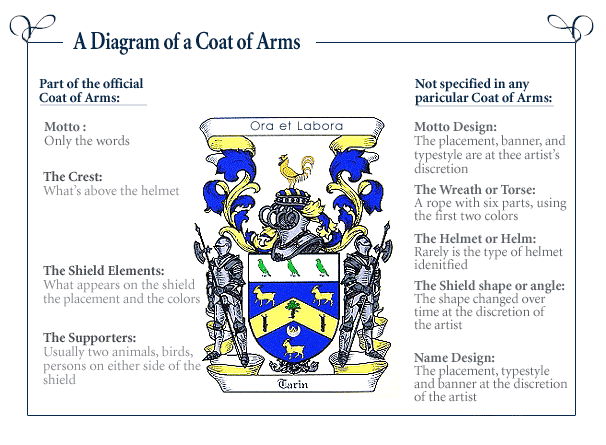 A Diagram of a Coat of Arms
Part of the official
Coat of Arms:
Motto :
Only the words
The Crest:
What's above the helmet
The Shield Elements:
What appears on the shield
the placement and the colors
The Supporters:
Usually two animals, birds,
persons on either side of the
shield
Ora et Labora
Tarin
Not specified in any
paricular Coat of Arms:
Motto Design:
The placement, banner, and
typestyle are at thee artist's
discretion
The Wreath or Torse:
A rope with six parts, using
the first two colors
The Helmet or Helm:
Rarely is the type of helmet
idenitfied
The Shield shape or angle:
The shape changed over
time at the discretion of
the artist
Name Design:
The placement, typestyle
and banner at the discretion
of the artist